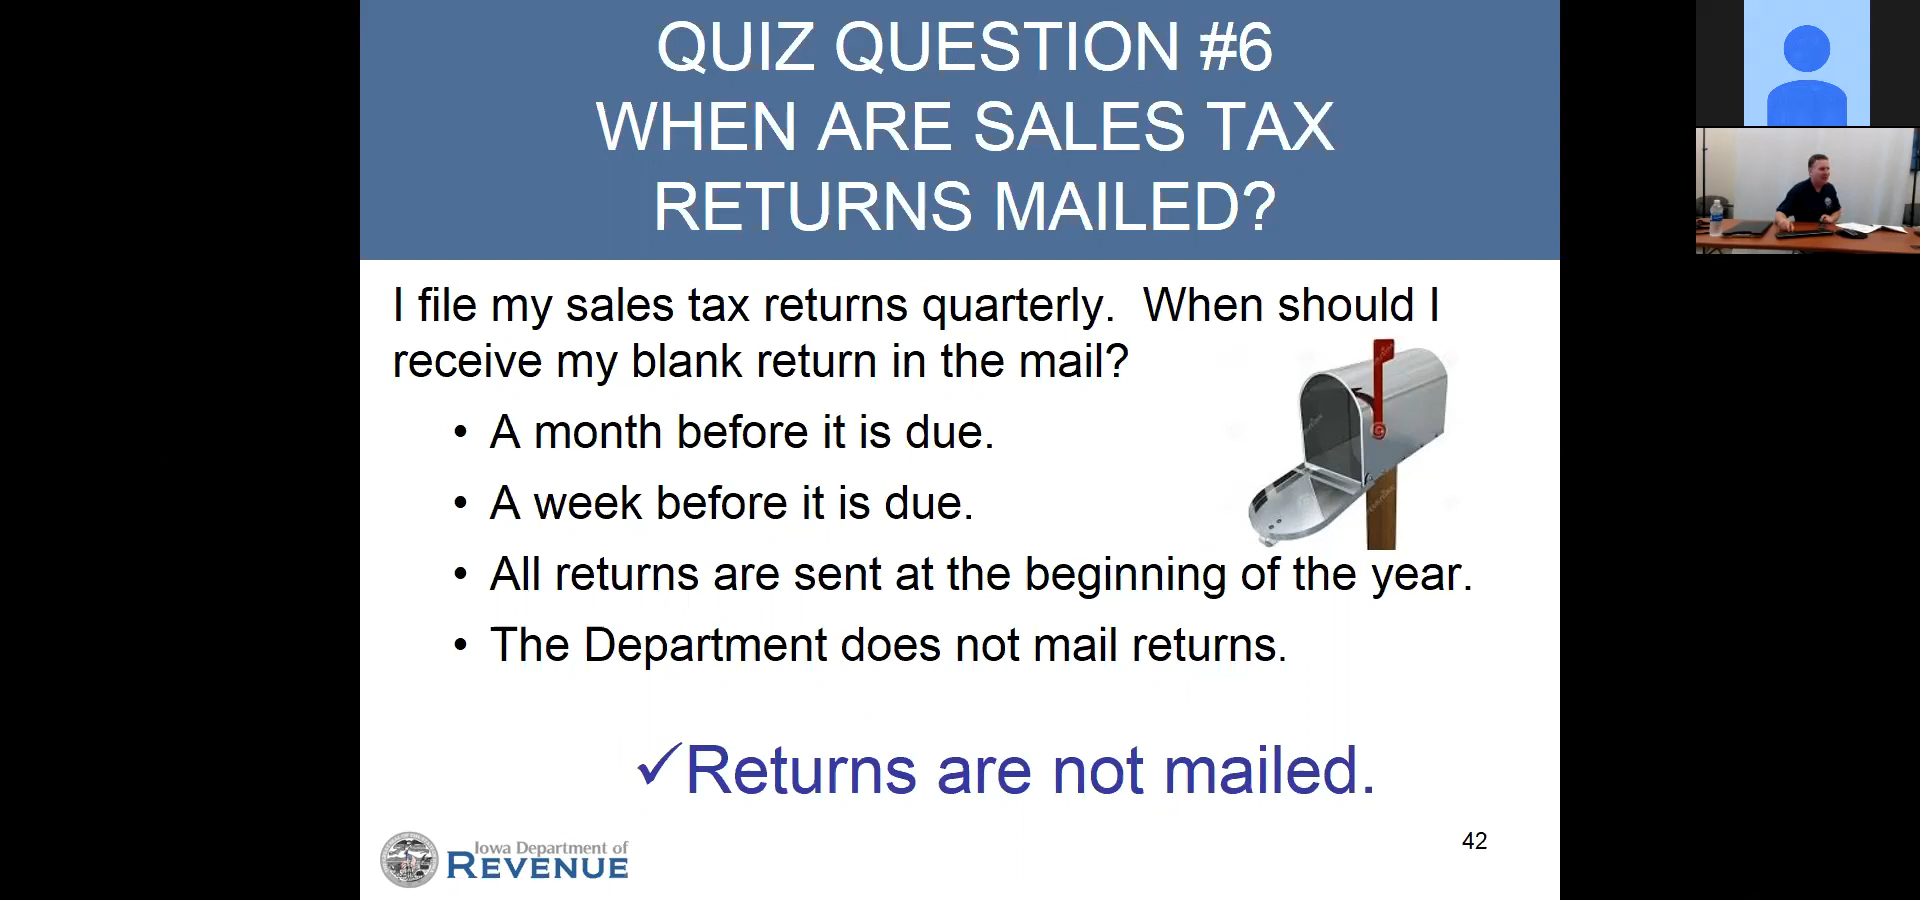 QUIZ QUESTION #6
WHEN ARE SALES TAX
RETURNS MAILED?
I file my sales tax returns quarterly. When should I
receive my blank return in the mail?
• A month before it is due.
• A week before it is due.
• All returns are sent at the beginning of the year.
• The Department does not mail returns.
✓Returns are not mailed.
Iowa Department of
REVENUE
42